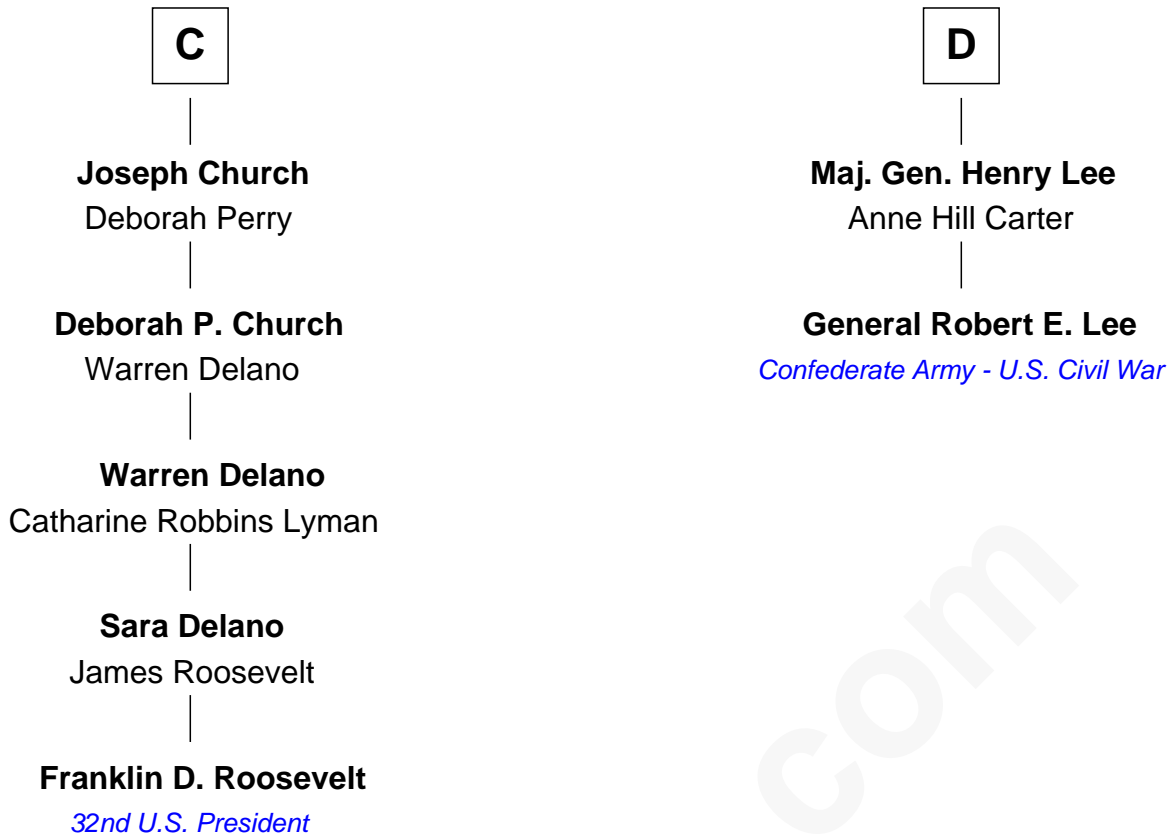 C
Joseph Church
Deborah Perry
Deborah P. Church
Warren Delano
Warren Delano
Catharine Robbins Lyman
Sara Delano
James Roosevelt
Franklin D. Roosevelt
32nd U.S. President
D
Maj. Gen. Henry Lee
Anne Hill Carter
General Robert E. Lee
Confederate Army - U.S. Civil War
com